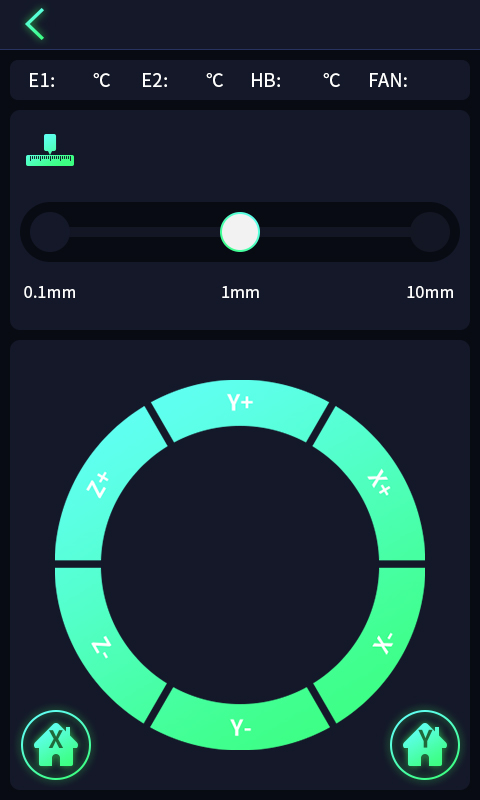 E1: ℃ E2: ℃ HB: ℃ FAN:
0.1mm 1mm 10mm
Y+
Z+ X+
Z- X-
Y-
X Y